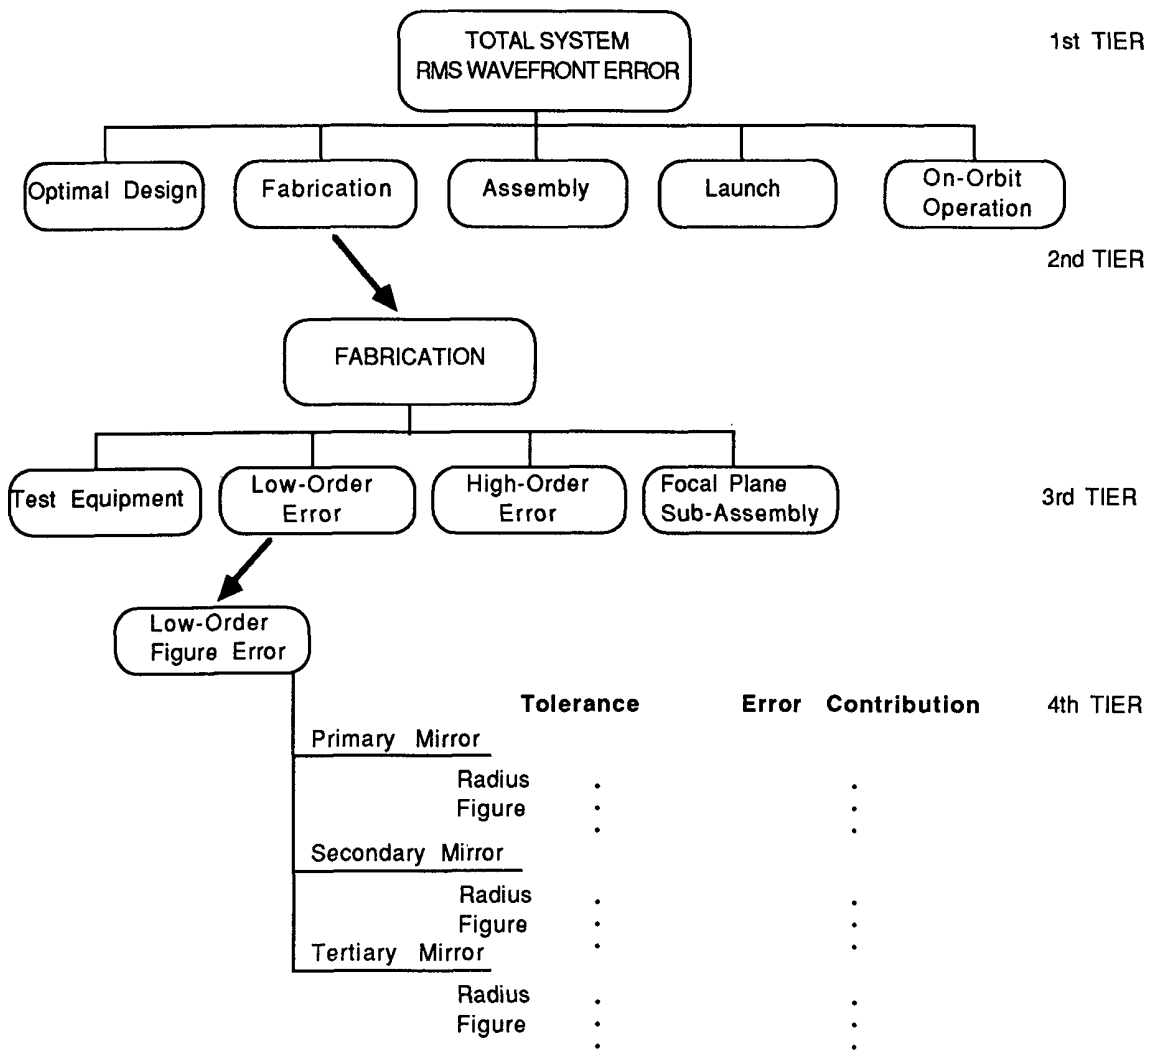 TOTAL SYSTEM
RMS WAVEFRONT ERROR
1st TIER
Optimal Design
Fabrication
Assembly
Launch
On-Orbit
Operation
2nd TIER
FABRICATION
Test Equipment
Low-Order
Error
High-Order
Error
Focal Plane
Sub-Assembly
3rd TIER
Low-Order
Figure Error
Tolerance Error Contribution
4th TIER
Primary Mirror
Radius
Figure
Secondary Mirror
Radius
Figure
Tertiary Mirror
Radius
Figure